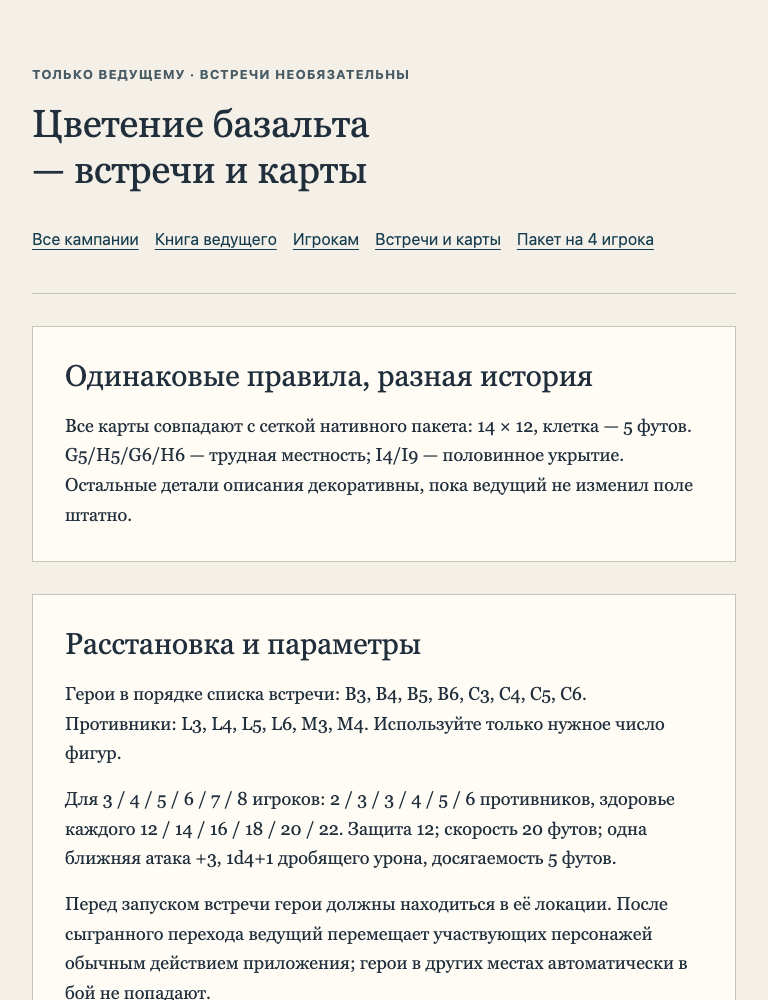 ТОЛЬКО ВЕДУЩЕМУ · ВСТРЕЧИ НЕОБЯЗАТЕЛЬНЫ
Цветение базальта
— встречи и карты
Все кампании Книга ведущего Игрокам Встречи и карты Пакет на 4 игрока
Одинаковые правила, разная история
Все карты совпадают с сеткой нативного пакета: 14 × 12, клетка — 5 футов.
G5/H5/G6/H6 — трудная местность; I4/I9 — половинное укрытие.
Остальные детали описания декоративны, пока ведущий не изменил поле
штатно.
Расстановка и параметры
Герои в порядке списка встречи: B3, B4, B5, B6, C3, C4, C5, C6.
Противники: L3, L4, L5, L6, M3, M4. Используйте только нужное число
фигур.
Для 3 / 4 / 5 / 6 / 7 / 8 игроков: 2 / 3 / 3 / 4 / 5 / 6 противников, здоровье
каждого 12 / 14 / 16 / 18 / 20 / 22. Защита 12; скорость 20 футов; одна
ближняя атака +3, 1d4+1 дробящего урона, досягаемость 5 футов.
Перед запуском встречи герои должны находиться в её локации. После
сыгранного перехода ведущий перемещает участвующих персонажей
обычным действием приложения; герои в других местах автоматически в
бой не попадают.